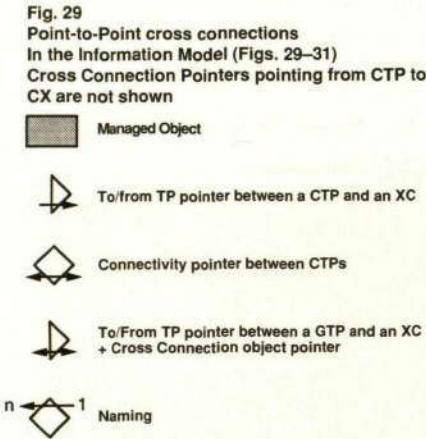 Fig. 29
Point-to-Point cross connections
In the Information Model (Figs. 29–31)
Cross Connection Pointers pointing from CTP to
CX are not shown
Managed Object
To/from TP pointer between a CTP and an XC
Connectivity pointer between CTPs
To/From TP pointer between a GTP and an XC
+ Cross Connection object pointer
n 1 Naming